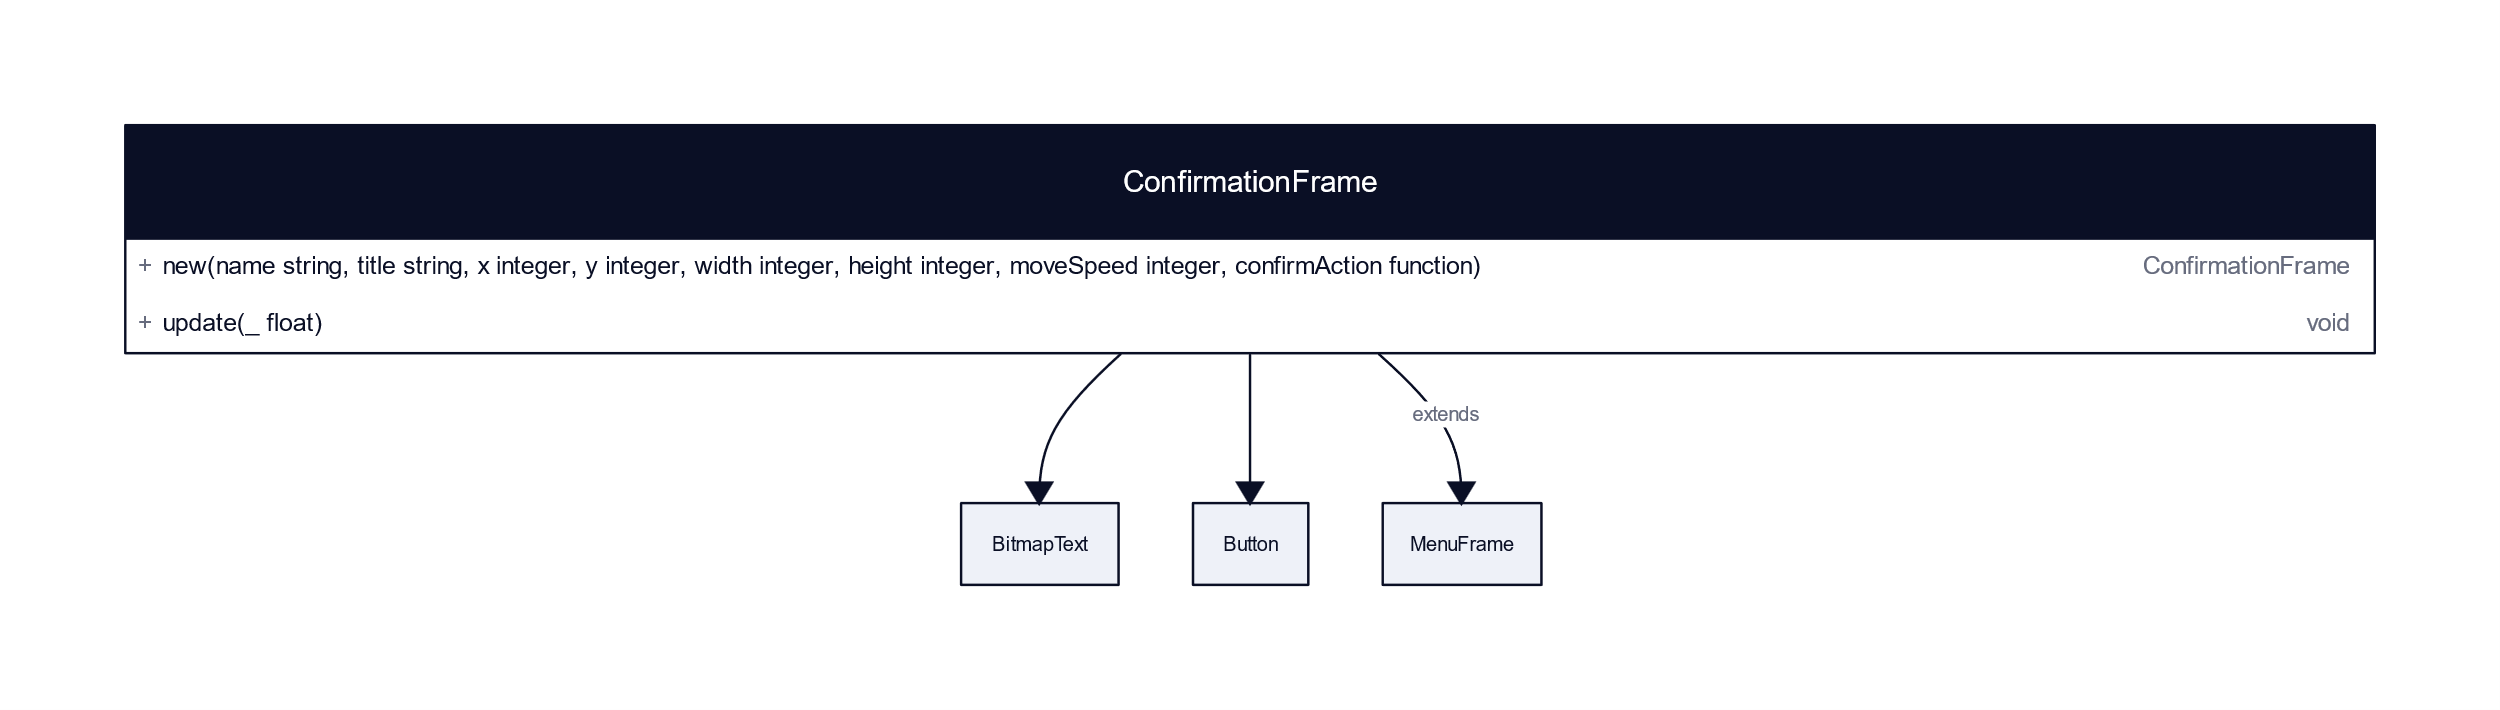 ConfirmationFrame
+ new(name string, title string, x integer, y integer, width integer, height integer, moveSpeed integer, confirmAction function) ConfirmationFrame
+ update(_ float) void
extends
BitmapText Button MenuFrame